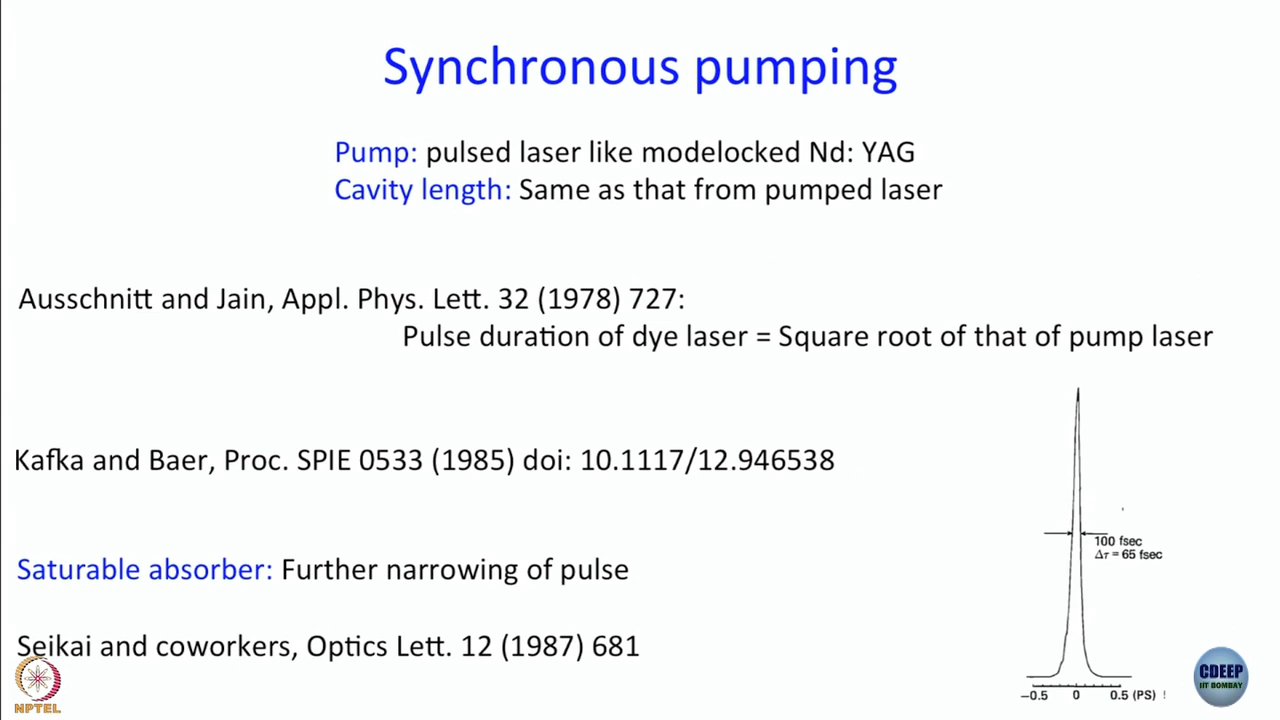 Synchronous pumping
Pump: pulsed laser like modelocked Nd: YAG
Cavity length: Same as that from pumped laser
Ausschnitt and Jain, Appl. Phys. Lett. 32 (1978) 727:
Pulse duration of dye laser = Square root of that of pump laser
Kafka and Baer, Proc. SPIE 0533 (1985) doi: 10.1117/12.946538
100 fsec
Δτ = 65 fsec
Saturable absorber: Further narrowing of pulse
Seikai and coworkers, Optics Lett. 12 (1987) 681
−0.5 0 0.5 (PS)
NPTEL
CDEEP
IIT BOMBAY